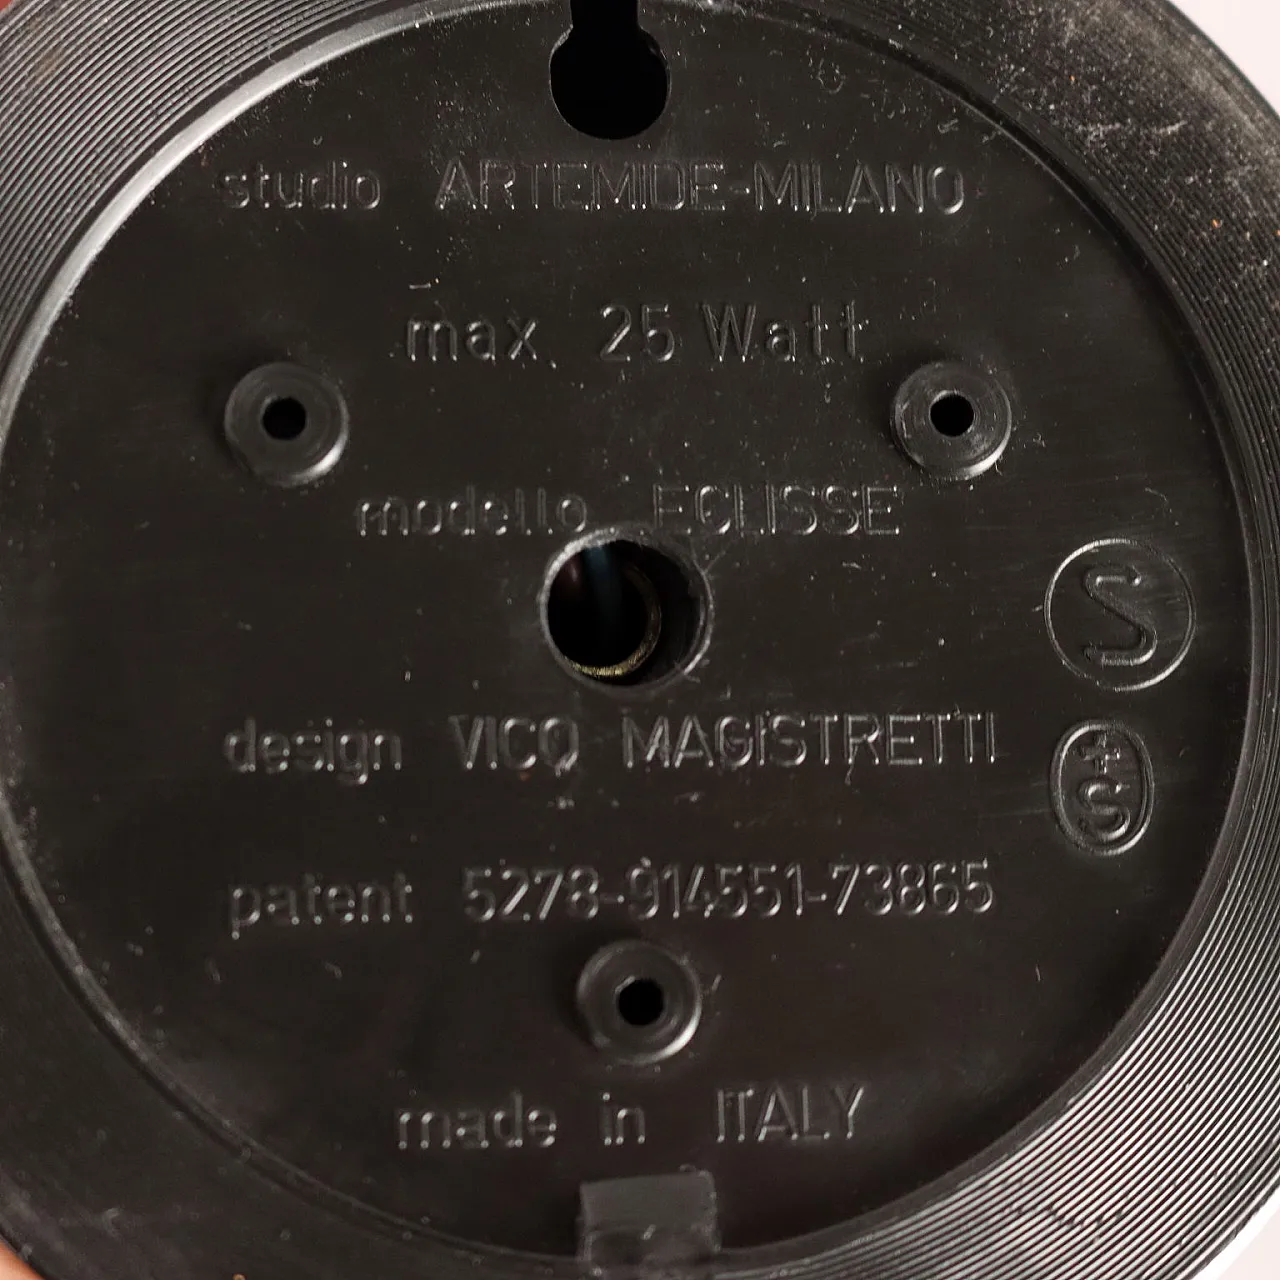 studio ARTEMIDE-MILANO
max 25 Watt
modello ECLISSE
S
+S
design VICO MAGISTRETTI
patent 5278-914551-73865
made in ITALY